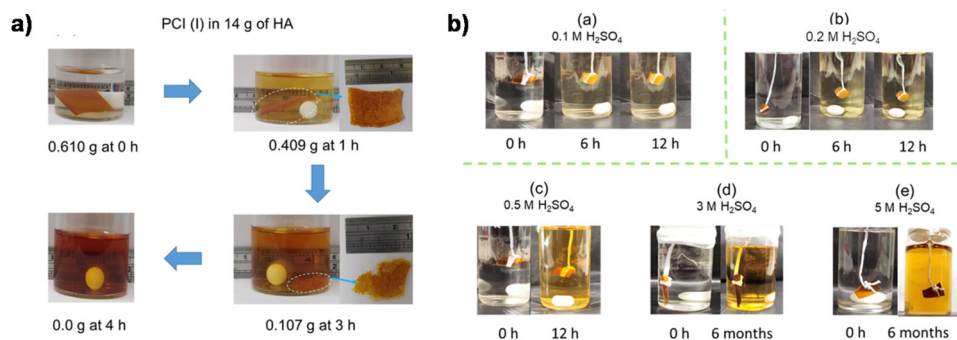 a)
PCI (I) in 14 g of HA
0.610 g at 0 h
0.409 g at 1 h
0.0 g at 4 h
0.107 g at 3 h
b)
(a)
0.1 M H₂SO₄
0 h 6 h 12 h
(b)
0.2 M H₂SO₄
0 h 6 h 12 h
(c)
0.5 M H₂SO₄
0 h 12 h
(d)
3 M H₂SO₄
0 h 6 months
(e)
5 M H₂SO₄
0 h 6 months